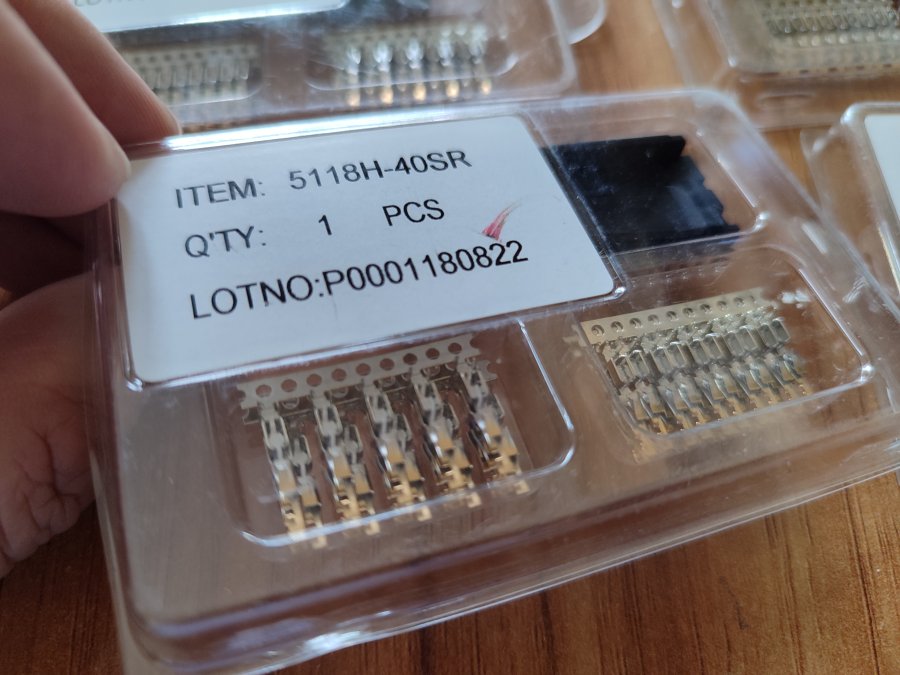 ITEM: 5118H-40SR
Q'TY: 1 PCS
LOTNO:P0001180822